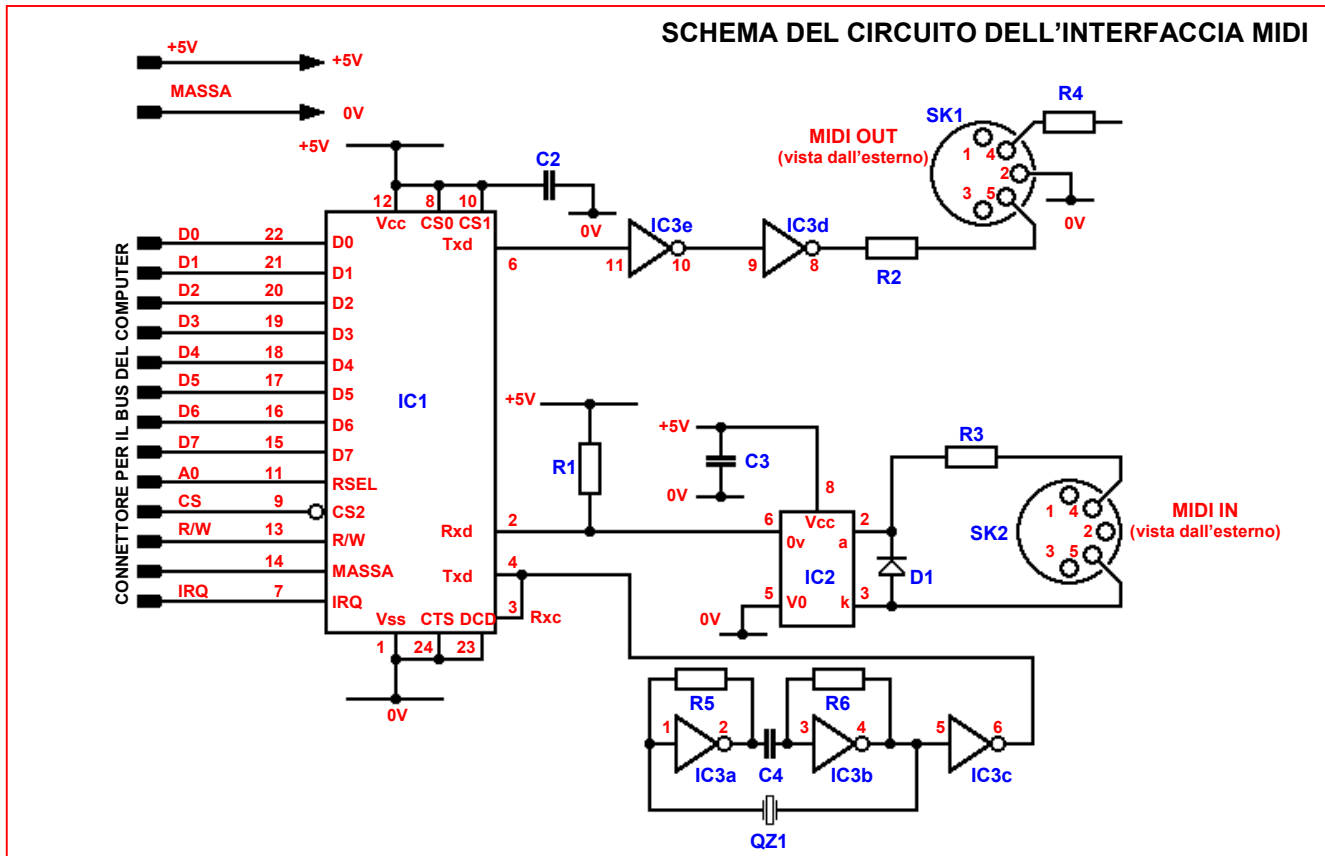 SCHEMA DEL CIRCUITO DELL'INTERFACCIA MIDI
+5V
+5V
MASSA
0V
+5V
C2
0V
12
8
10
Vcc
CS0
CS1
Txd
6
IC3e
11
10
IC3d
9
8
R2
MIDI OUT
(vista dall'esterno)
SK1
R4
1
4
2
3
5
0V
CONNETTORE PER IL BUS DEL COMPUTER
D0 22 D0
D1 21 D1
D2 20 D2
D3 19 D3
D4 18 D4
D5 17 D5
D6 16 D6
D7 15 D7
A0 11 RSEL
CS 9 CS2
R/W 13 R/W
14 MASSA
IRQ 7 IRQ
IC1
+5V
R1
Rxd
2
Txd
4
3
Rxc
Vss
CTS
DCD
1
24
23
0V
+5V
C3
0V
8
6
Vcc
2
0v
a
IC2
5
V0
k
3
0V
D1
R3
SK2
1
4
2
3
5
MIDI IN
(vista dall'esterno)
R5
1
2
IC3a
C4
R6
3
4
IC3b
5
6
IC3c
QZ1